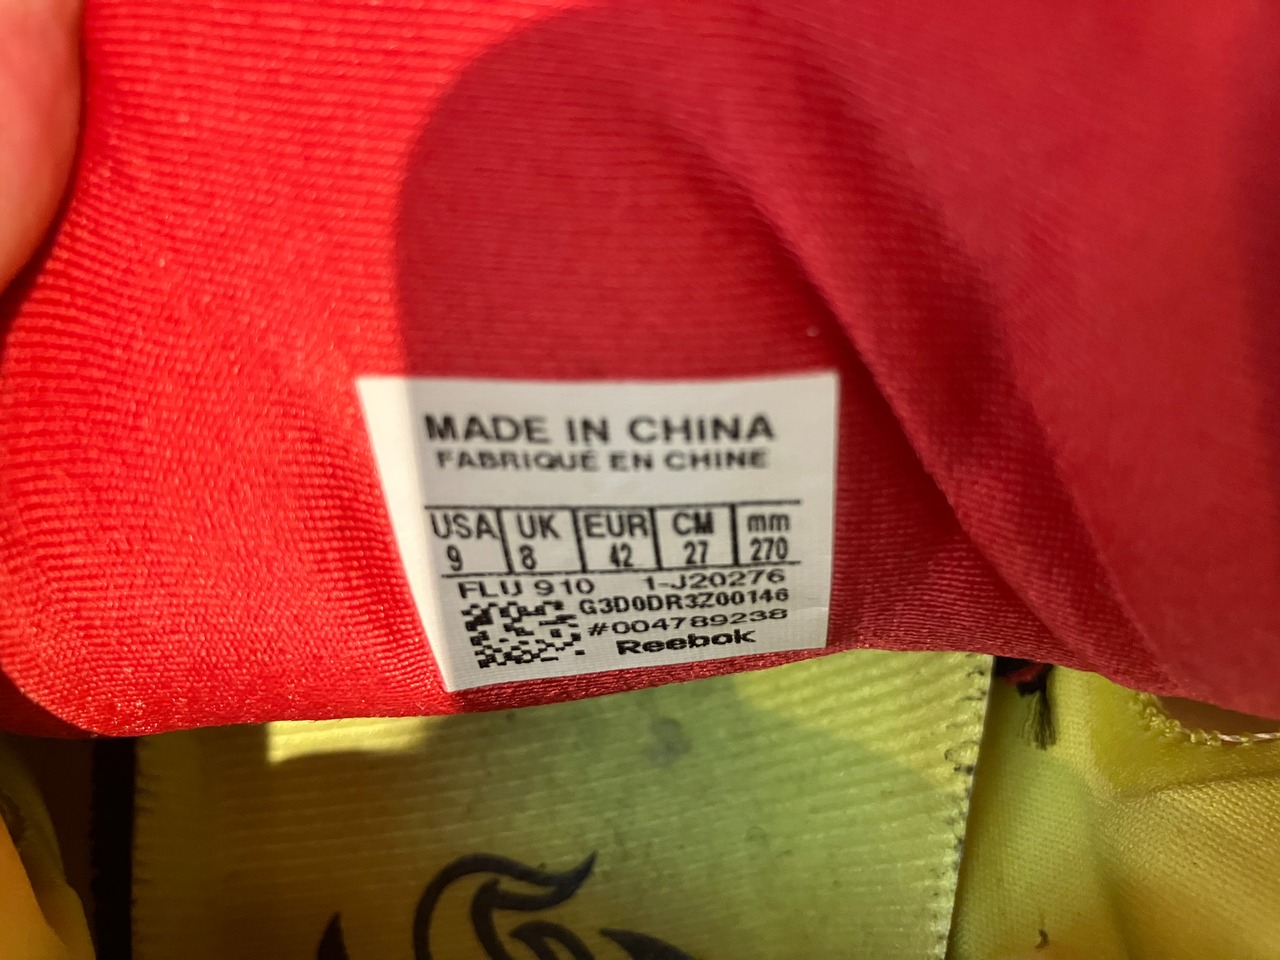 MADE IN CHINA
FABRIQUÉ EN CHINE
USA UK EUR CM mm
9 8 42 27 270
FLU 910 1-J20276
G3D0DR3Z00146
#004789238
Reebok